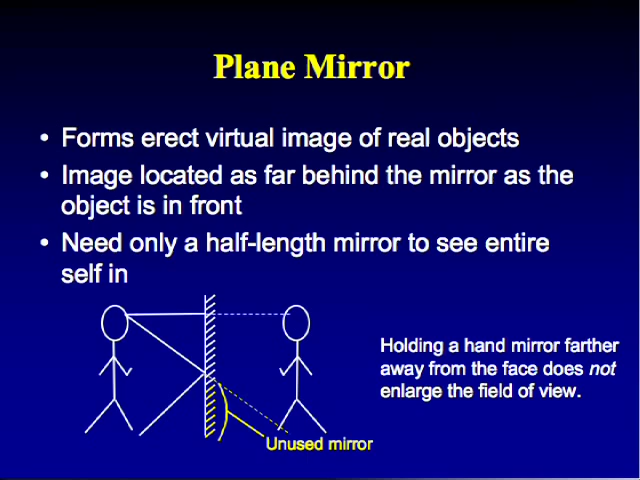 Plane Mirror
• Forms erect virtual image of real objects
• Image located as far behind the mirror as the
object is in front
• Need only a half-length mirror to see entire
self in
Holding a hand mirror farther
away from the face does not
enlarge the field of view.
Unused mirror